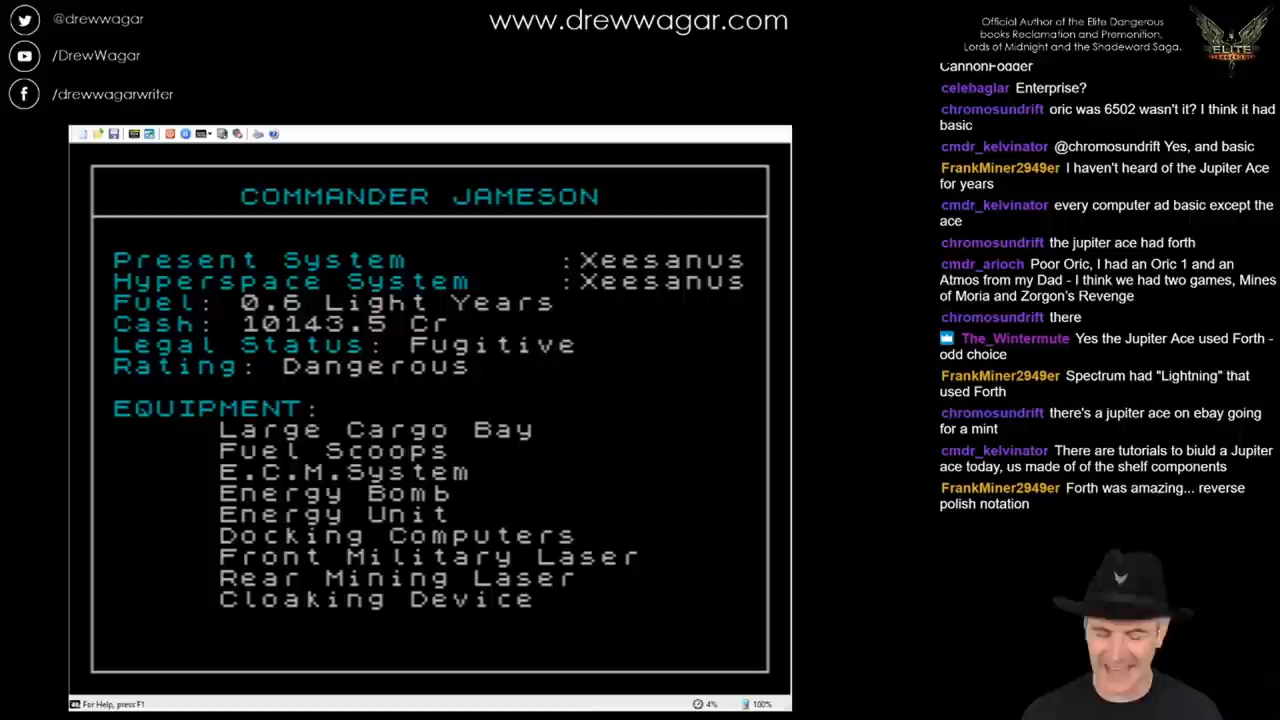 @drewwagar
/DrewWagar
/drewwagarwriter
www.drewwagar.com
Official Author of the Elite Dangerous
books Reclamation and Premonition,
Lords of Midnight and the Shadeward Saga.
ELITE
DANGEROUS
COMMANDER JAMESON
Present System :Xeesanus
Hyperspace System :Xeesanus
Fuel: 0.6 Light Years
Cash: 10143.5 Cr
Legal Status: Fugitive
Rating: Dangerous
EQUIPMENT:
Large Cargo Bay
Fuel Scoops
E.C.M.System
Energy Bomb
Energy Unit
Docking Computers
Front Military Laser
Rear Mining Laser
Cloaking Device
For Help, press F1
4%
100%
CannonFodder
celebaglar Enterprise?
chromosundrift oric was 6502 wasn't it? I think it had
basic
cmdr_kelvinator @chromosundrift Yes, and basic
FrankMiner2949er I haven't heard of the Jupiter Ace
for years
cmdr_kelvinator every computer ad basic except the
ace
chromosundrift the jupiter ace had forth
cmdr_arioch Poor Oric, I had an Oric 1 and an
Atmos from my Dad - I think we had two games, Mines
of Moria and Zorgon's Revenge
chromosundrift there
The_Wintermute Yes the Jupiter Ace used Forth -
odd choice
FrankMiner2949er Spectrum had "Lightning" that
used Forth
chromosundrift there's a jupiter ace on ebay going
for a mint
cmdr_kelvinator There are tutorials to biuld a Jupiter
ace today, us made of of the shelf components
FrankMiner2949er Forth was amazing... reverse
polish notation